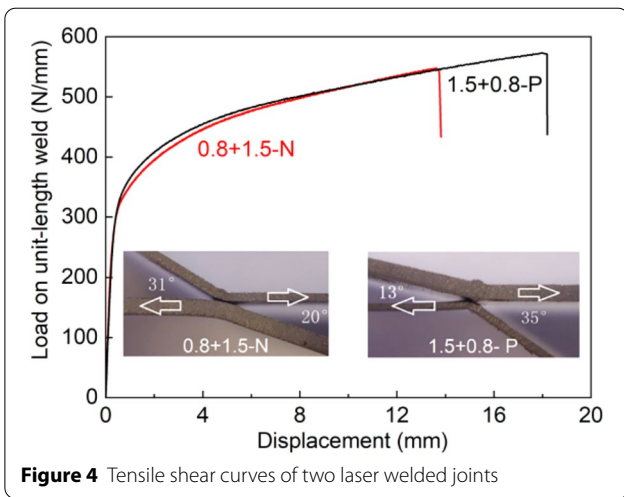 600
500
400
300
200
100
0
0
4
8
12
16
20
Load on unit-length weld (N/mm)
Displacement (mm)
1.5+0.8-P
0.8+1.5-N
31°
20°
0.8+1.5-N
13°
35°
1.5+0.8- P
Figure 4 Tensile shear curves of two laser welded joints